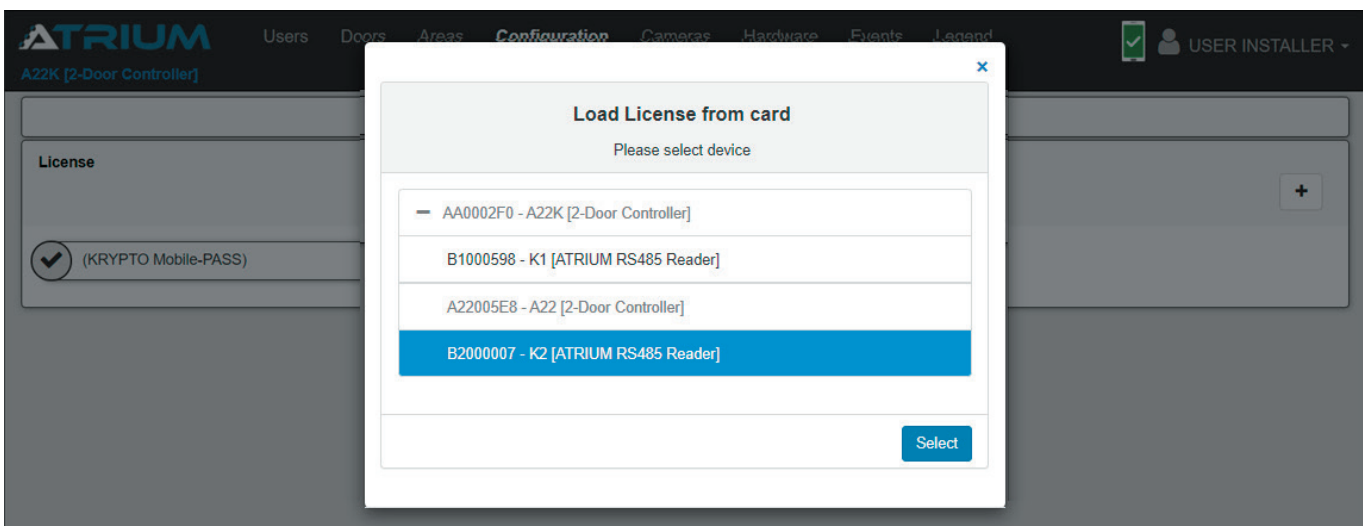 ATRIUM Users Doors Areas Configuration Cameras Hardware Events Legend USER INSTALLER
A22K [2-Door Controller]
×
Load License from card
Please select device
License
AA0002F0 - A22K [2-Door Controller]
(KRYPTO Mobile-PASS)
B1000598 - K1 [ATRIUM RS485 Reader]
A22005E8 - A22 [2-Door Controller]
B2000007 - K2 [ATRIUM RS485 Reader]
Select